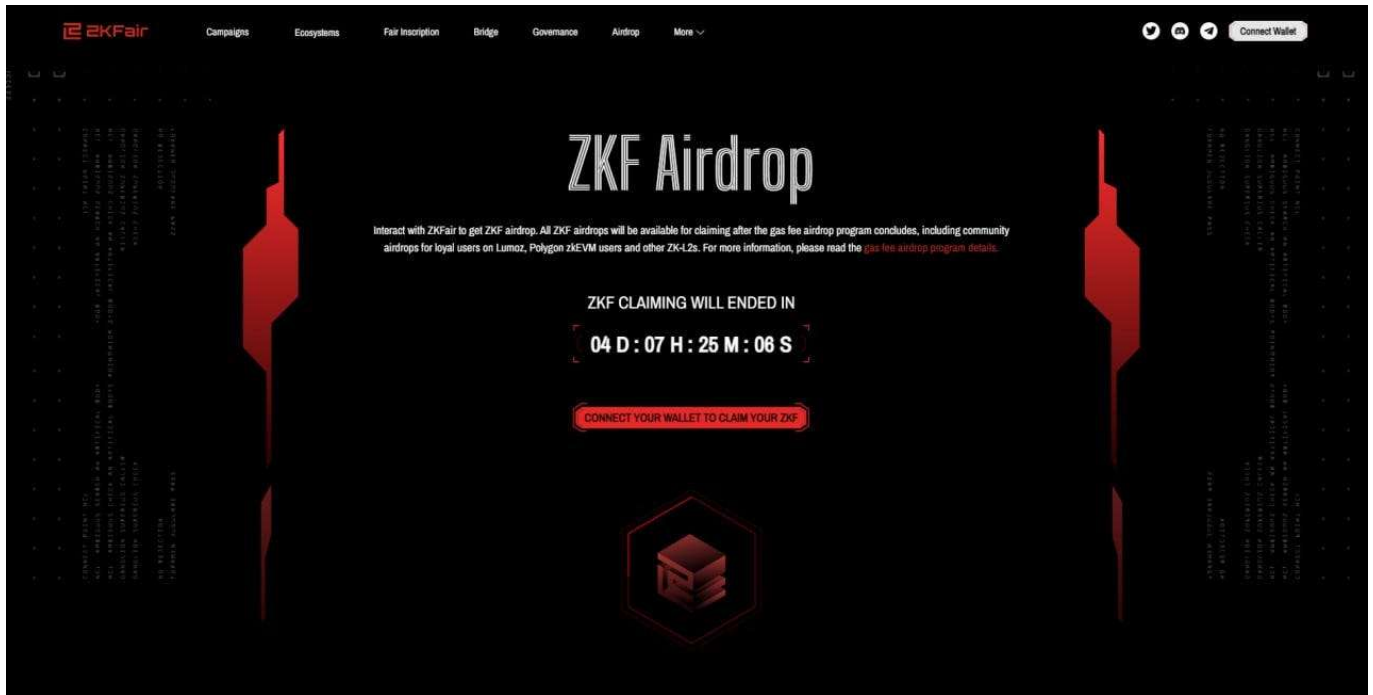 ZKFair
Campaigns Ecosystems Fair Inscription Bridge Governance Airdrop More
Connect Wallet
ZKF Airdrop
Interact with ZKFair to get ZKF airdrop. All ZKF airdrops will be available for claiming after the gas fee airdrop program concludes, including community
airdrops for loyal users on Lumoz, Polygon zkEVM users and other ZK-L2s. For more information, please read the gas fee airdrop program details.
ZKF CLAIMING WILL ENDED IN
04 D : 07 H : 25 M : 06 S
CONNECT YOUR WALLET TO CLAIM YOUR ZKF